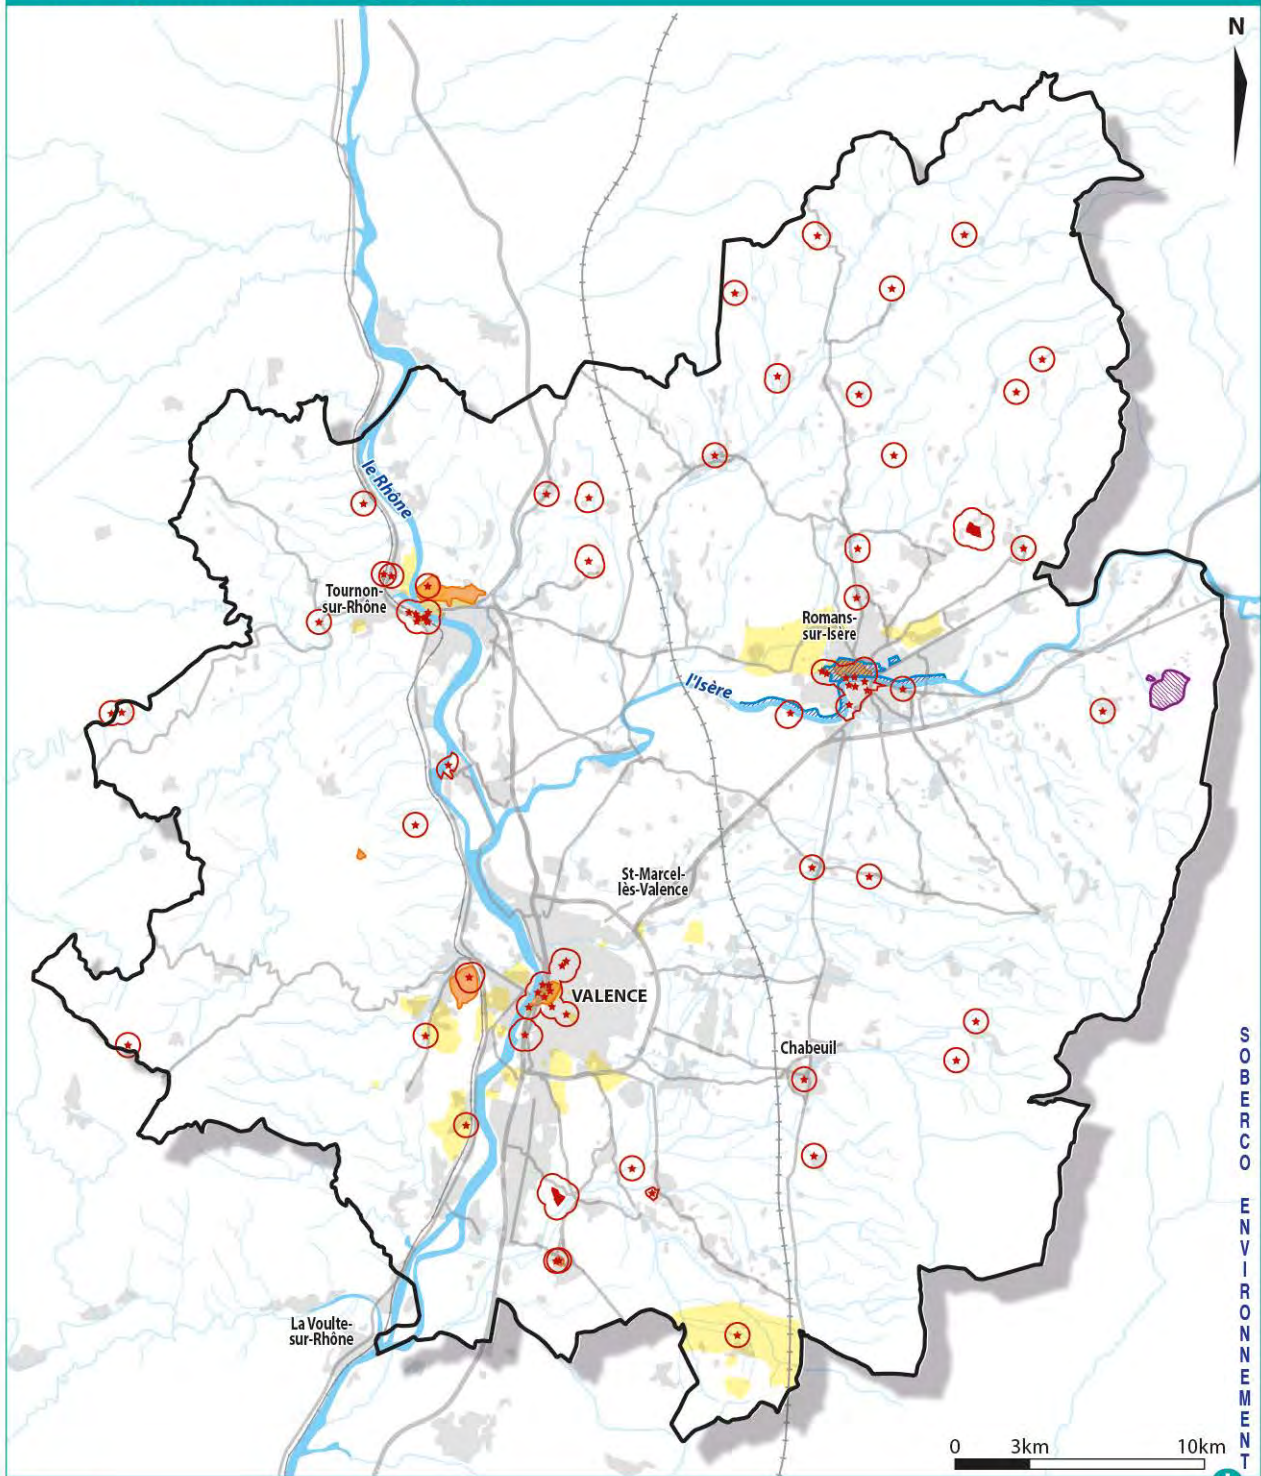 N
le Rhône
Tournon-
sur-Rhône
Romans-
sur-Isère
l'Isère
St-Marcel-
lès-Valence
VALENCE
Chabeuil
La Voulte-
sur-Rhône
SOBERCO ENVIRONNEMENT
0 3km 10km